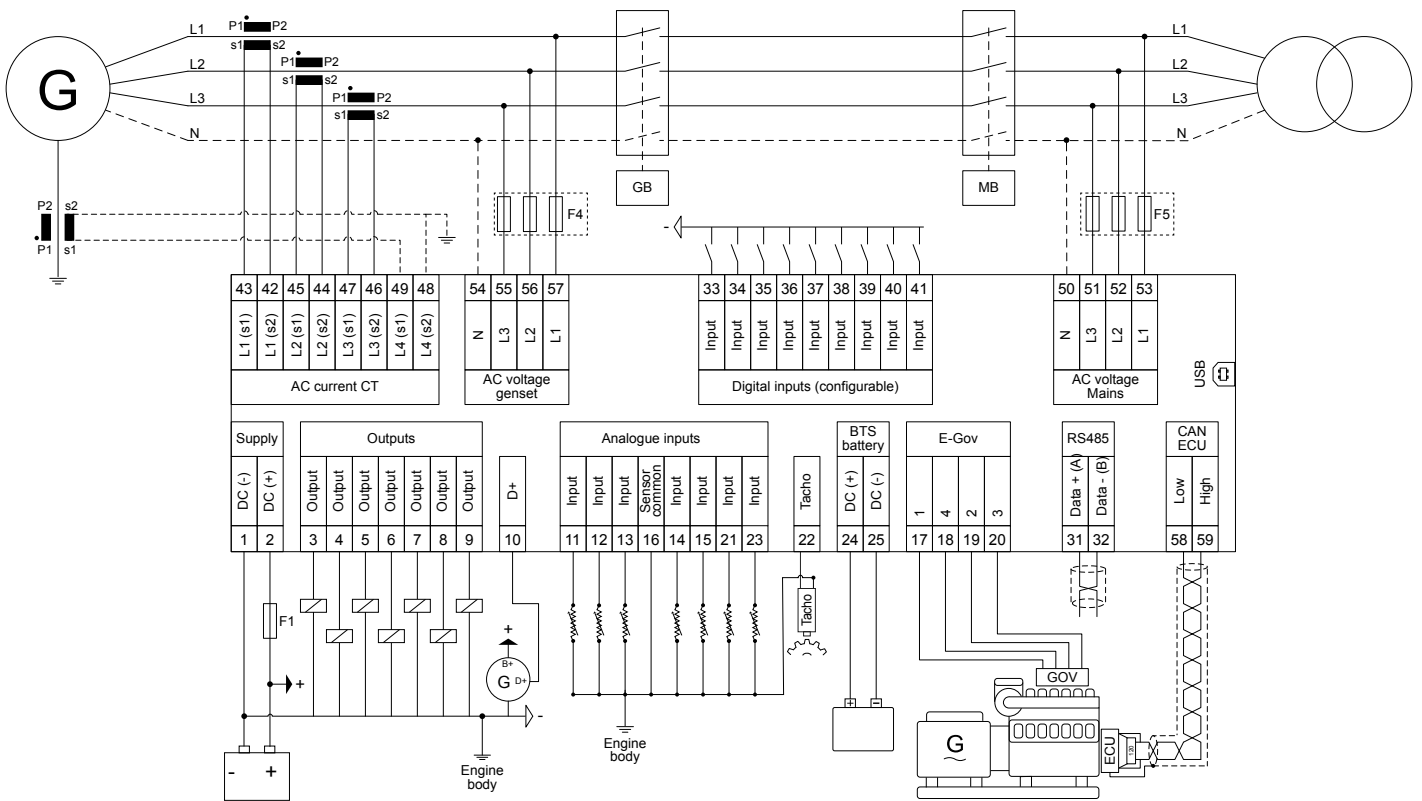 P1 P2
L1
L1
s1 s2
P1 P2
L2
L2
s1 s2
G
P1 P2
L3
L3
s1 s2
N
N
GB
MB
P2 s2
F4
F5
P1 s1
-
43 42 45 44 47 46 49 48
54 55 56 57
33 34 35 36 37 38 39 40 41
50 51 52 53
L1 (s1)
L1 (s2)
L2 (s1)
L2 (s2)
L3 (s1)
L3 (s2)
L4 (s1)
L4 (s2)
N
L3
L2
L1
Input
Input
Input
Input
Input
Input
Input
Input
Input
N
L3
L2
L1
USB
AC current CT
AC voltage
genset
Digital inputs (configurable)
AC voltage
Mains
Supply
Outputs
Analogue inputs
BTS
battery
E-Gov
RS485
CAN
ECU
DC (-)
DC (+)
Output
Output
Output
Output
Output
Output
Output
D+
Input
Input
Input
Sensor
common
Input
Input
Input
Input
Tacho
DC (+)
DC (-)
1
4
2
3
Data + (A)
Data - (B)
Low
High
1 2
3 4 5 6 7 8 9
10
11 12 13 16 14 15 21 23
22
24 25
17 18 19 20
31 32
58 59
F1
Tacho
+
B+
G D+
+
-
GOV
- +
Engine
body
Engine
body
+ −
G
~
ECU
120